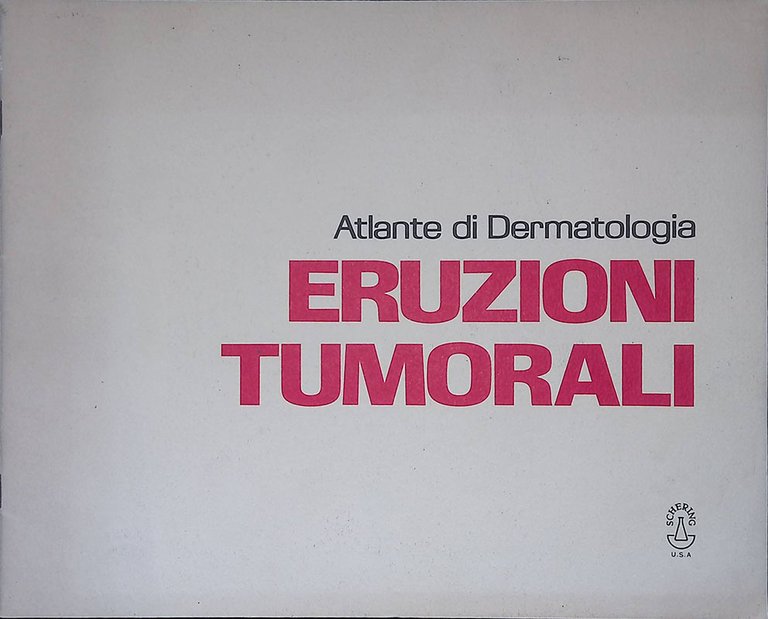 Atlante di Dermatologia
ERUZIONI
TUMORALI
SCHERING
U.S.A